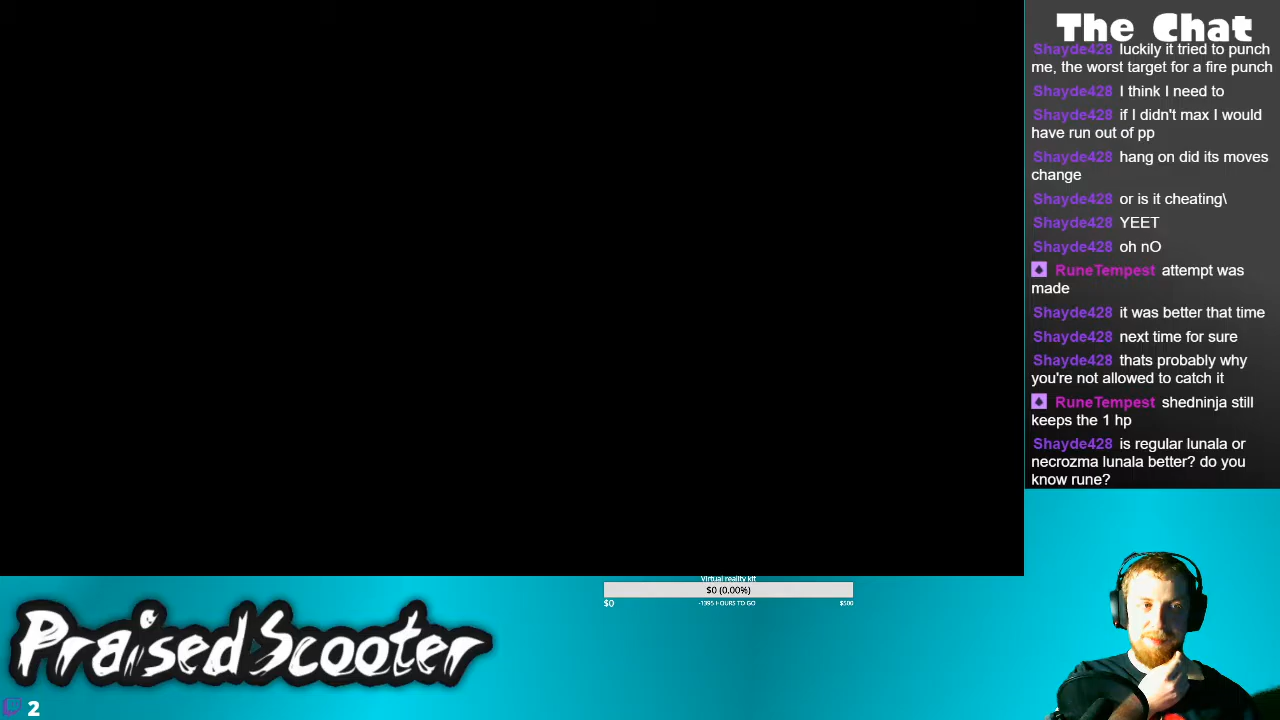 The Chat
Shayde428 luckily it tried to punch
me, the worst target for a fire punch
Shayde428 I think I need to
Shayde428 if I didn't max I would
have run out of pp
Shayde428 hang on did its moves
change
Shayde428 or is it cheating\
Shayde428 YEET
Shayde428 oh nO
RuneTempest attempt was
made
Shayde428 it was better that time
Shayde428 next time for sure
Shayde428 thats probably why
you're not allowed to catch it
RuneTempest shedninja still
keeps the 1 hp
Shayde428 is regular lunala or
necrozma lunala better? do you
know rune?
Virtual reality kit
$0 (0.00%)
$0 -1395 HOURS TO GO $500
PraisedScooter
2